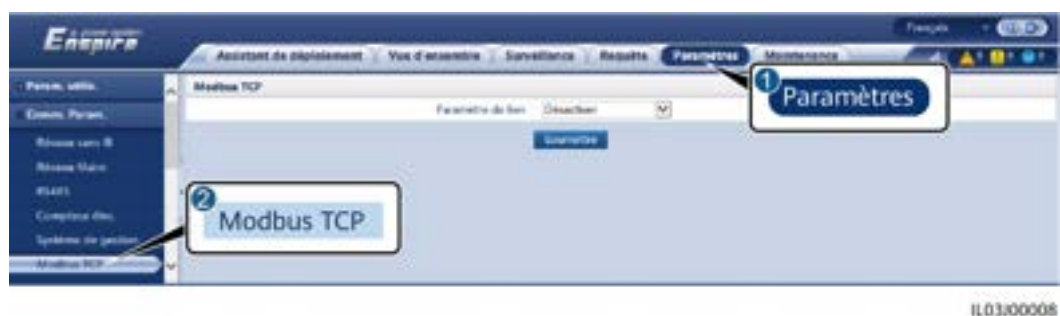 Enspire
Français
Assistant de déploiement Vue d'ensemble Surveillance Requête Paramètres Maintenance
1 Paramètres
Param. utilis.
Modbus TCP
Comm. Param.
Paramètre de lien Désactiver
Réseau sans fil
Soumettre
Réseau filaire
RS485
2 Modbus TCP
Compteur élec.
Système de gestion
Modbus TCP
IL03J00008